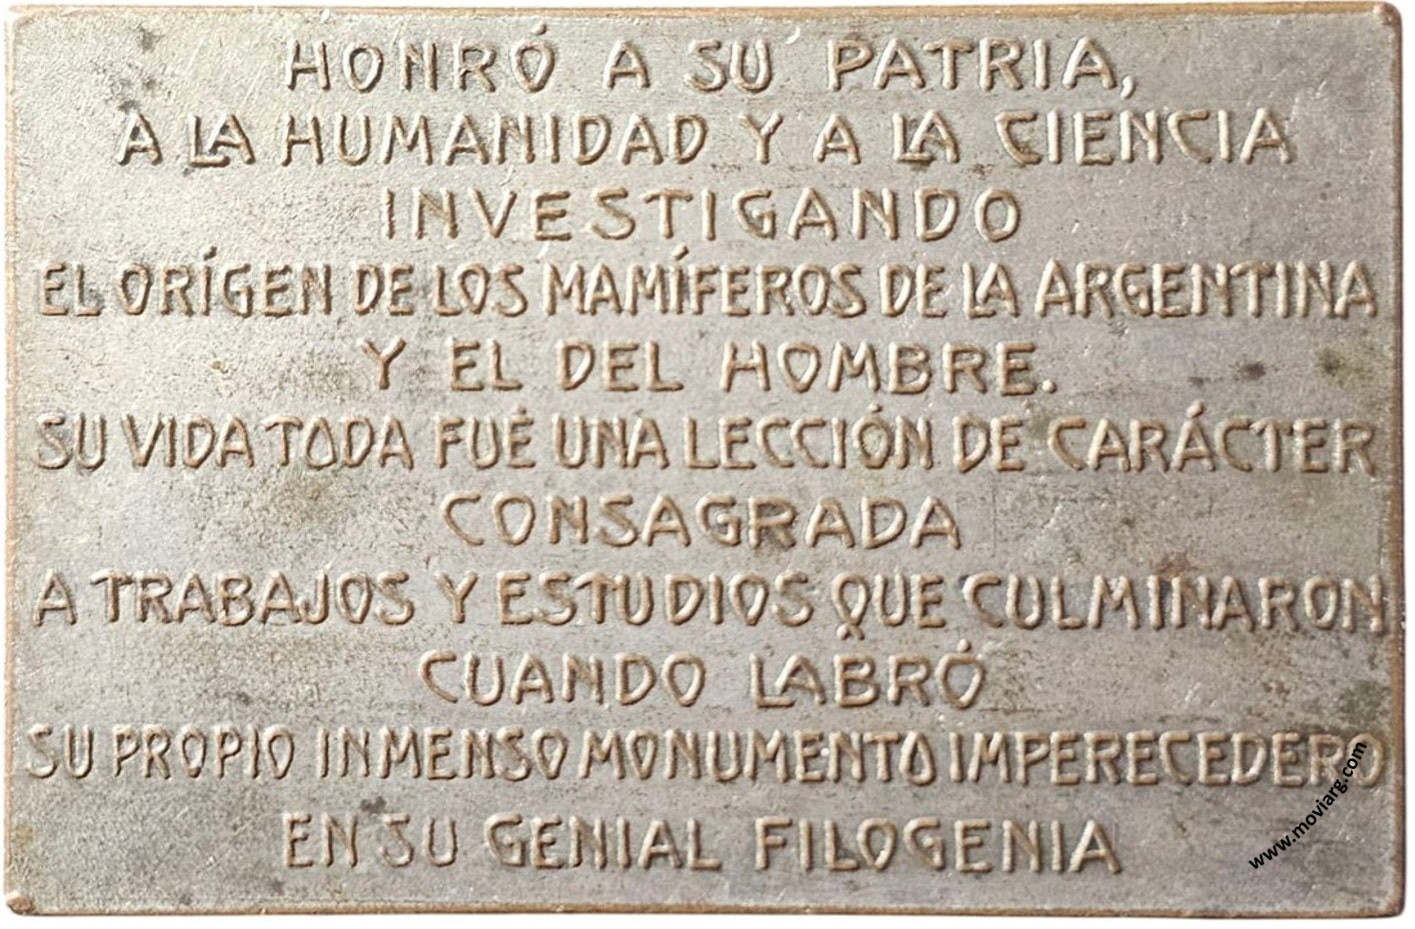 HONRÓ A SU PATRIA,
A LA HUMANIDAD Y A LA CIENCIA
INVESTIGANDO
EL ORÍGEN DE LOS MAMÍFEROS DE LA ARGENTINA
Y EL DEL HOMBRE.
SU VIDA TODA FUÉ UNA LECCIÓN DE CARÁCTER
CONSAGRADA
A TRABAJOS Y ESTUDIOS QUE CULMINARON
CUANDO LABRÓ
SU PROPIO INMENSO MONUMENTO IMPERECEDERO
EN SU GENIAL FILOGENIA
www.moviarg.com